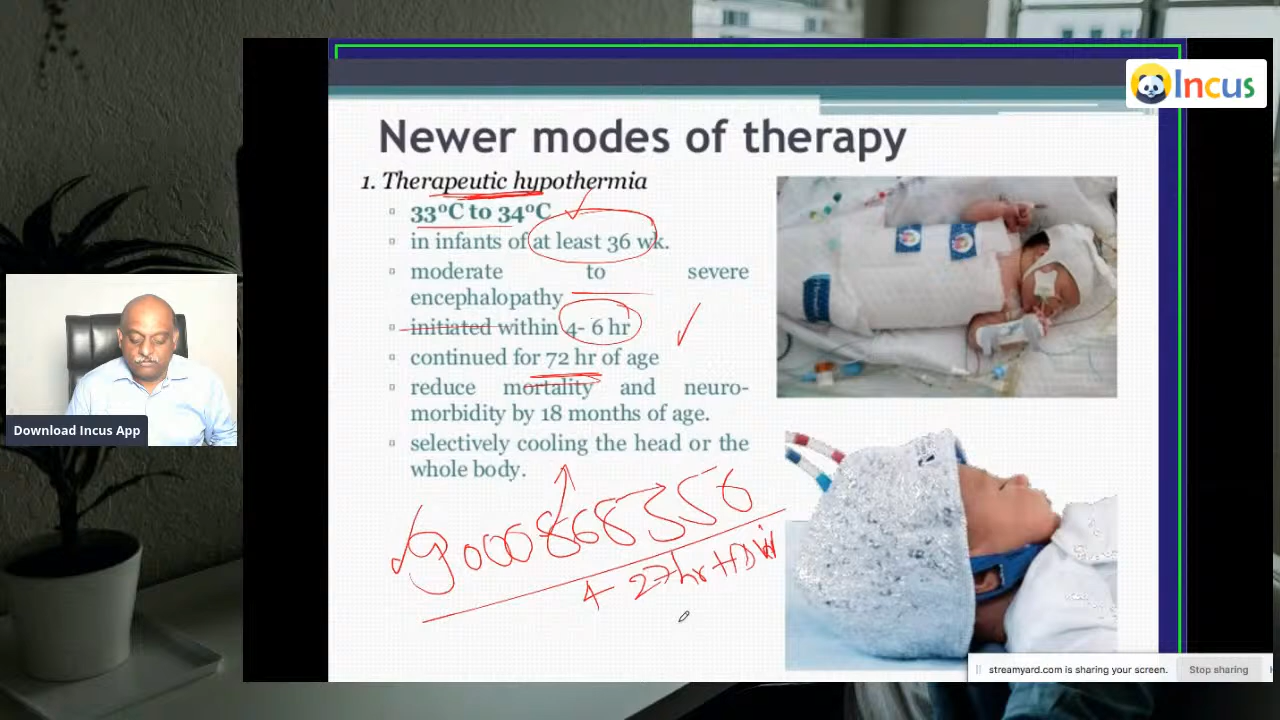 Incus
Newer modes of therapy
1. Therapeutic hypothermia
33°C to 34°C
in infants of at least 36 wk.
moderate to severe
encephalopathy
initiated within 4- 6 hr
continued for 72 hr of age
reduce mortality and neuro-
morbidity by 18 months of age.
selectively cooling the head or the
whole body.
Download Incus App
streamyard.com is sharing your screen. Stop sharing